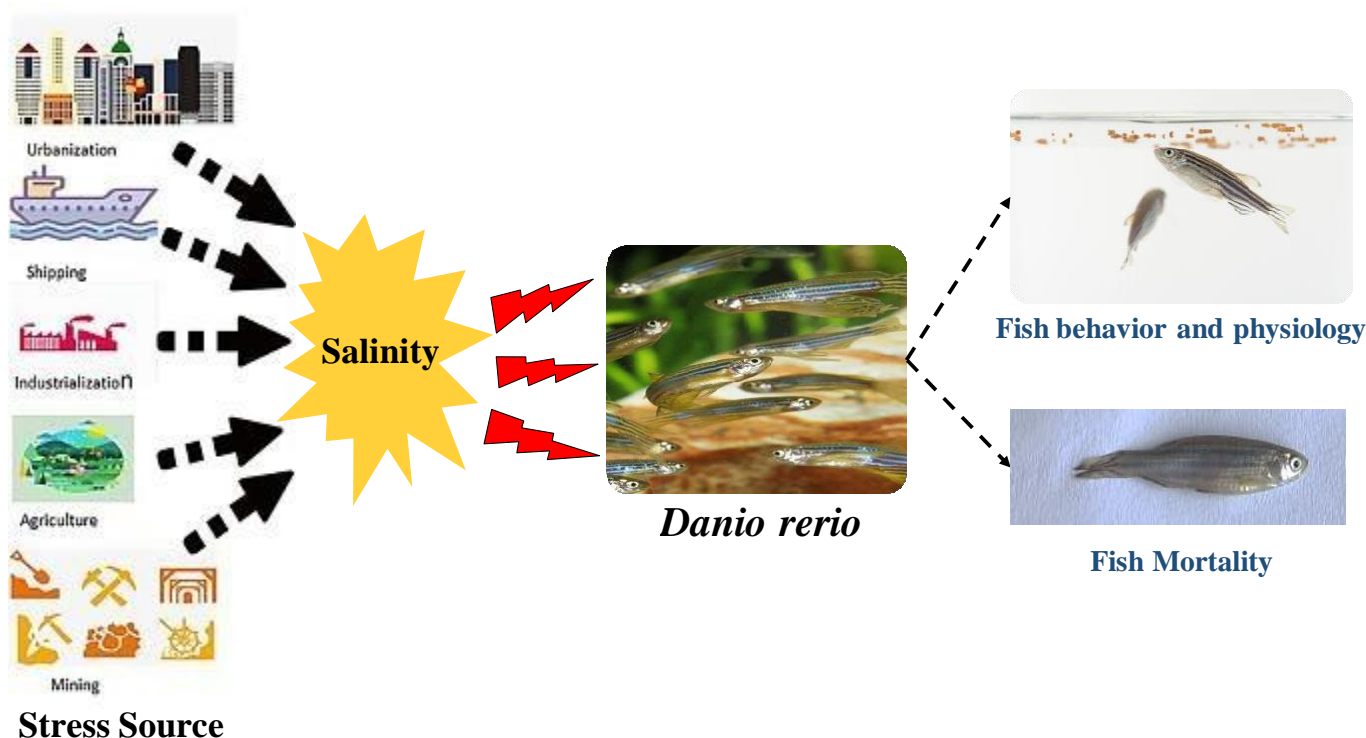 Urbanization
Shipping
Industrialization
Agriculture
Mining
Stress Source
Salinity
Danio rerio
Fish behavior and physiology
Fish Mortality